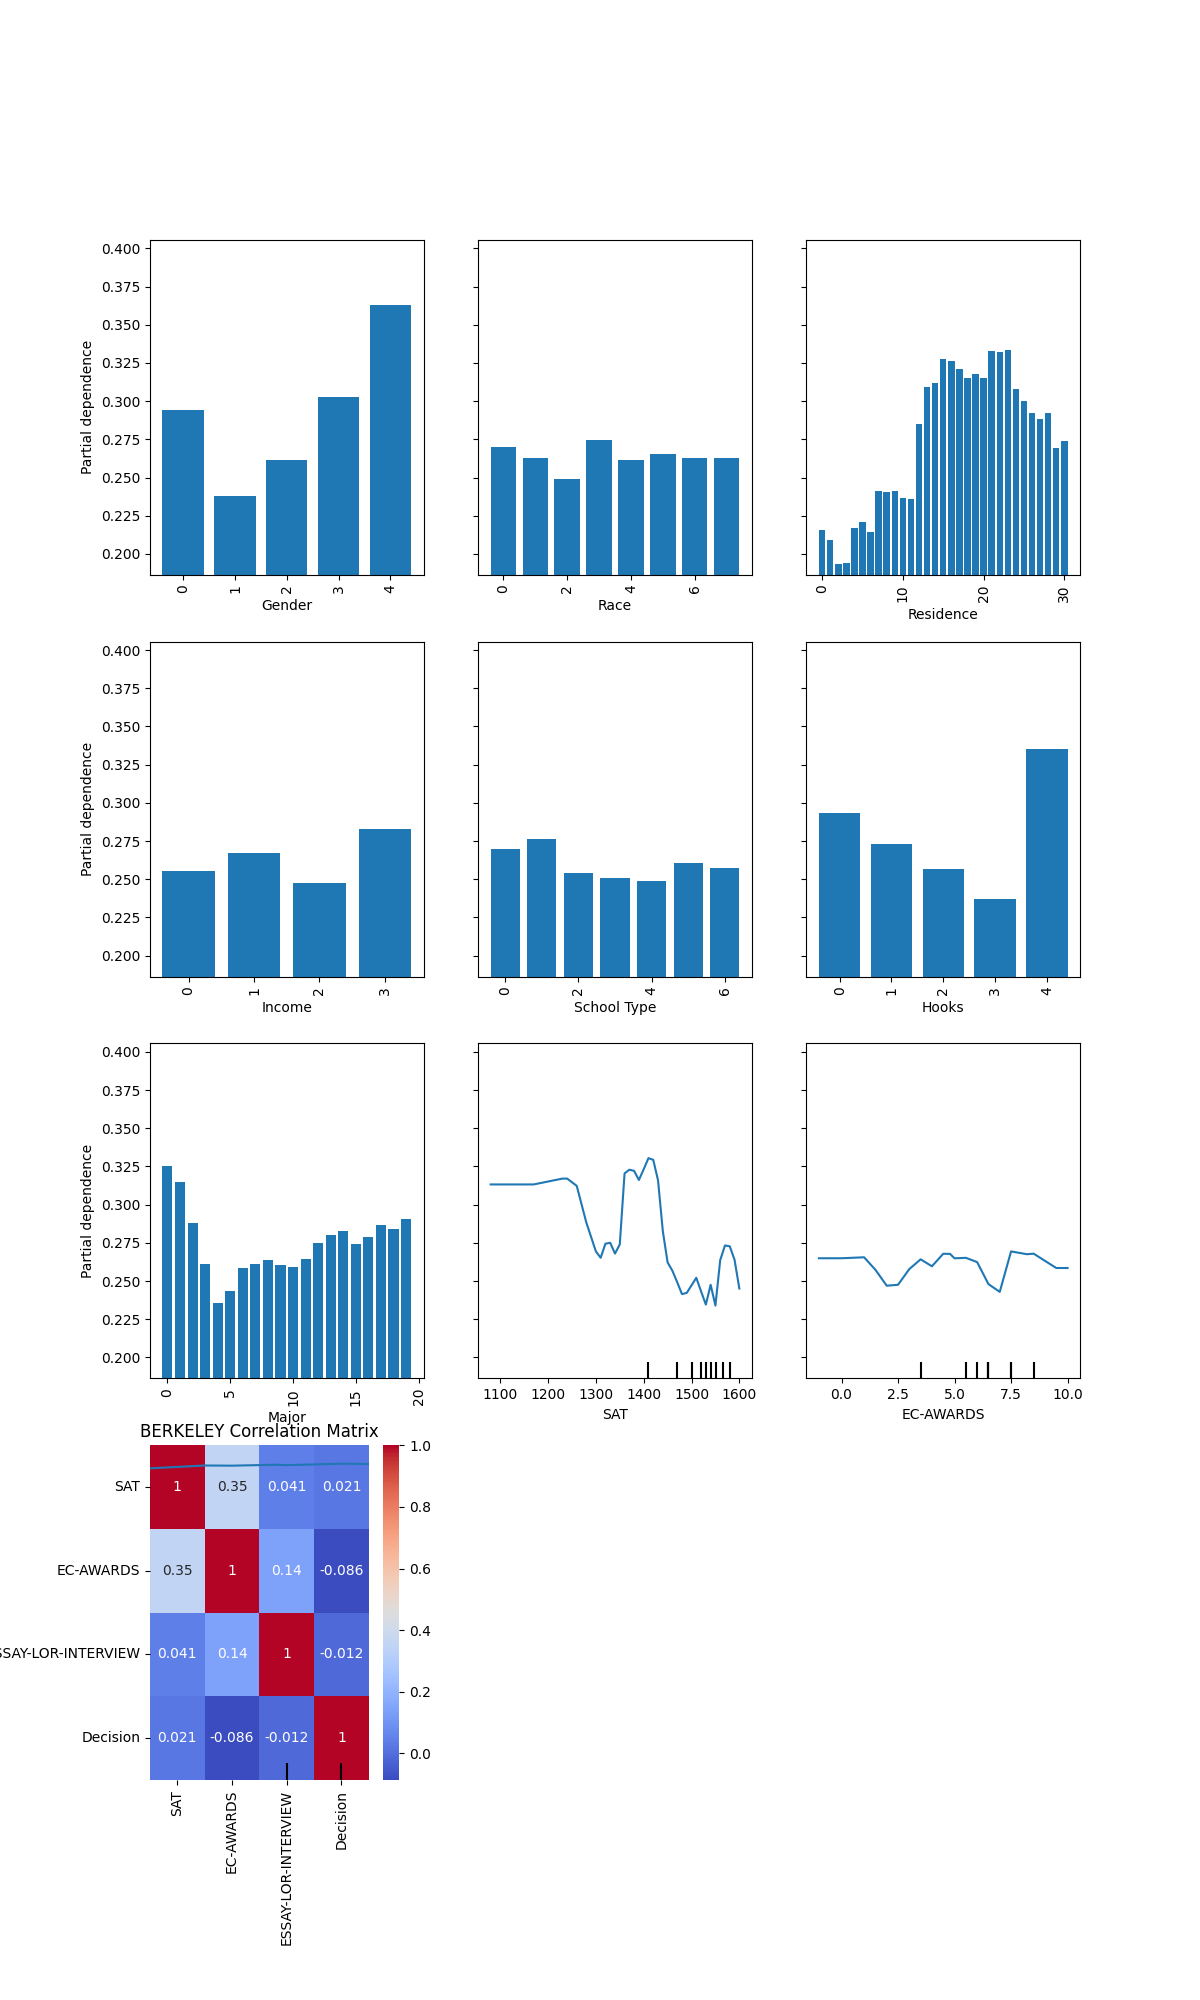 0.400
0.375
0.350
0.325
0.300
0.275
0.250
0.225
0.200
Partial dependence
0 1 2 3 4
Gender
0 2 4 6
Race
0 10 20 30
Residence
0.400
0.375
0.350
0.325
0.300
0.275
0.250
0.225
0.200
Partial dependence
0 1 2 3
Income
0 2 4 6
School Type
0 1 2 3 4
Hooks
0.400
0.375
0.350
0.325
0.300
0.275
0.250
0.225
0.200
Partial dependence
0 5 10 15 20
Major
1100 1200 1300 1400 1500 1600
SAT
0.0 2.5 5.0 7.5 10.0
EC-AWARDS
BERKELEY Correlation Matrix
SAT 1 0.35 0.041 0.021
EC-AWARDS 0.35 1 0.14 -0.086
SSAY-LOR-INTERVIEW 0.041 0.14 1 -0.012
Decision 0.021 -0.086 -0.012 1
SAT
EC-AWARDS
ESSAY-LOR-INTERVIEW
Decision
1.0
0.8
0.6
0.4
0.2
0.0